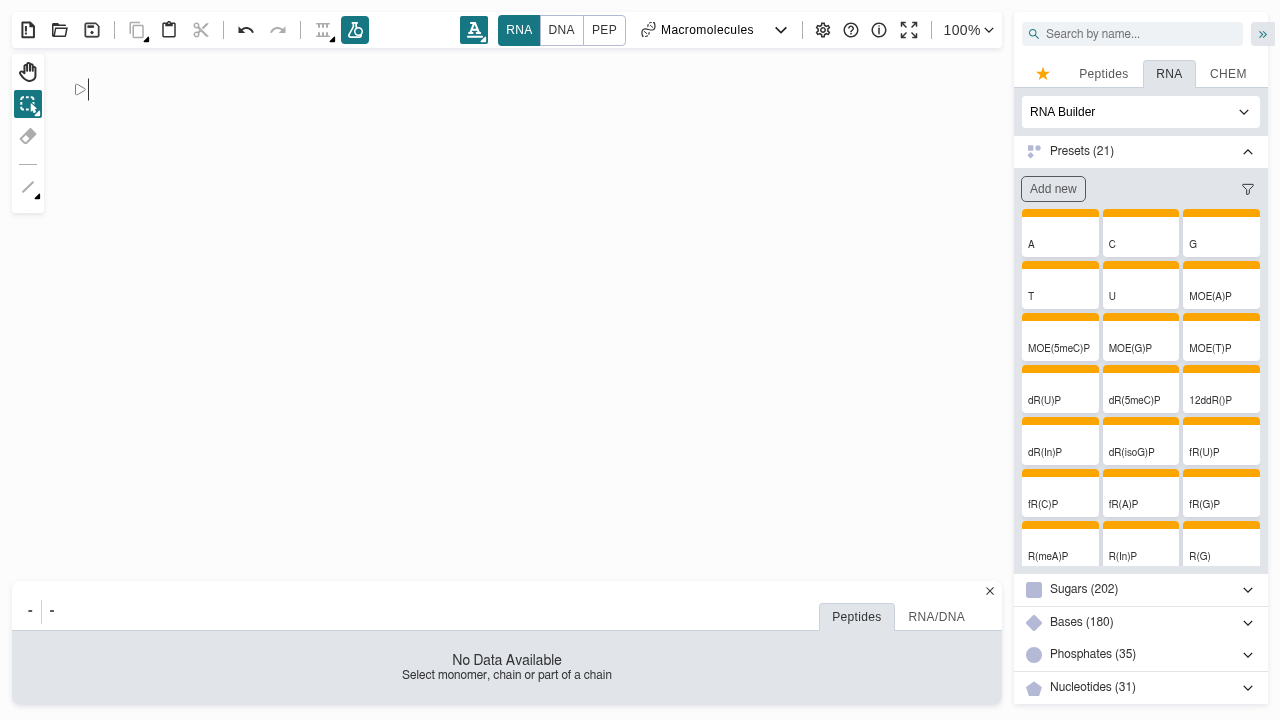 A RNA DNA PEP Macromolecules 100%
Search by name...
Peptides RNA CHEM
RNA Builder
Presets (21)
Add new
A C G
T U MOE(A)P
MOE(5meC)P MOE(G)P MOE(T)P
dR(U)P dR(5meC)P 12ddR()P
dR(In)P dR(isoG)P fR(U)P
fR(C)P fR(A)P fR(G)P
R(meA)P R(In)P R(G)
Sugars (202)
Bases (180)
Phosphates (35)
Nucleotides (31)
- -
Peptides RNA/DNA
No Data Available
Select monomer, chain or part of a chain